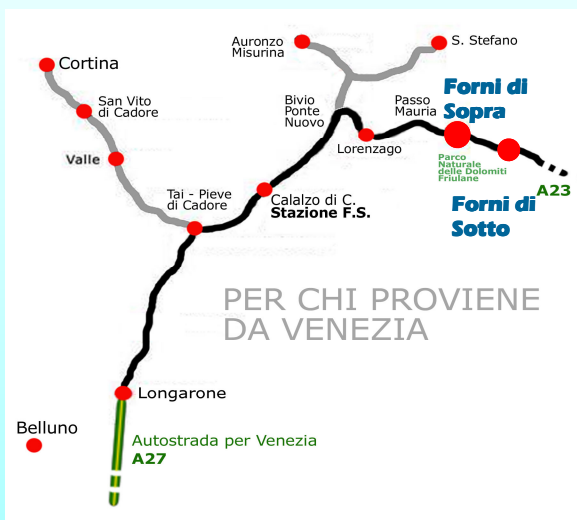 Auronzo
Misurina
S. Stefano
Cortina
San Vito
di Cadore
Bivio
Ponte
Nuovo
Passo
Mauria
Forni di
Sopra
Valle
Lorenzago
Parco
Naturale
delle Dolomiti
Friulane
A23
Tai - Pieve
di Cadore
Calalzo di C.
Stazione F.S.
Forni di
Sotto
PER CHI PROVIENE
DA VENEZIA
Longarone
Belluno
Autostrada per Venezia
A27